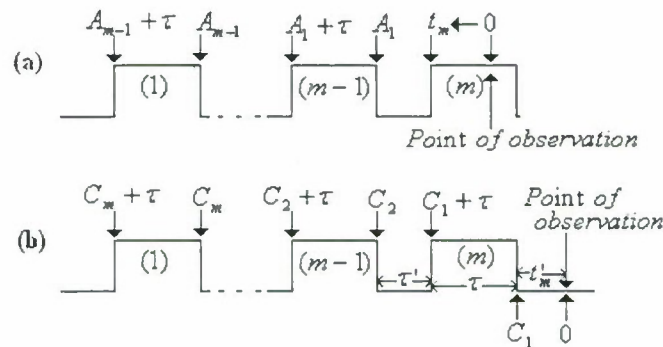 A_{m-1} + τ A_{m-1} A_1 + τ A_1 t_m 0
(a) (1) (m-1) (m)
Point of observation
C_m + τ C_m C_2 + τ C_2 C_1 + τ Point of
observation
(b) (1) (m-1) (m)
τ' τ t'_m
C_1 0